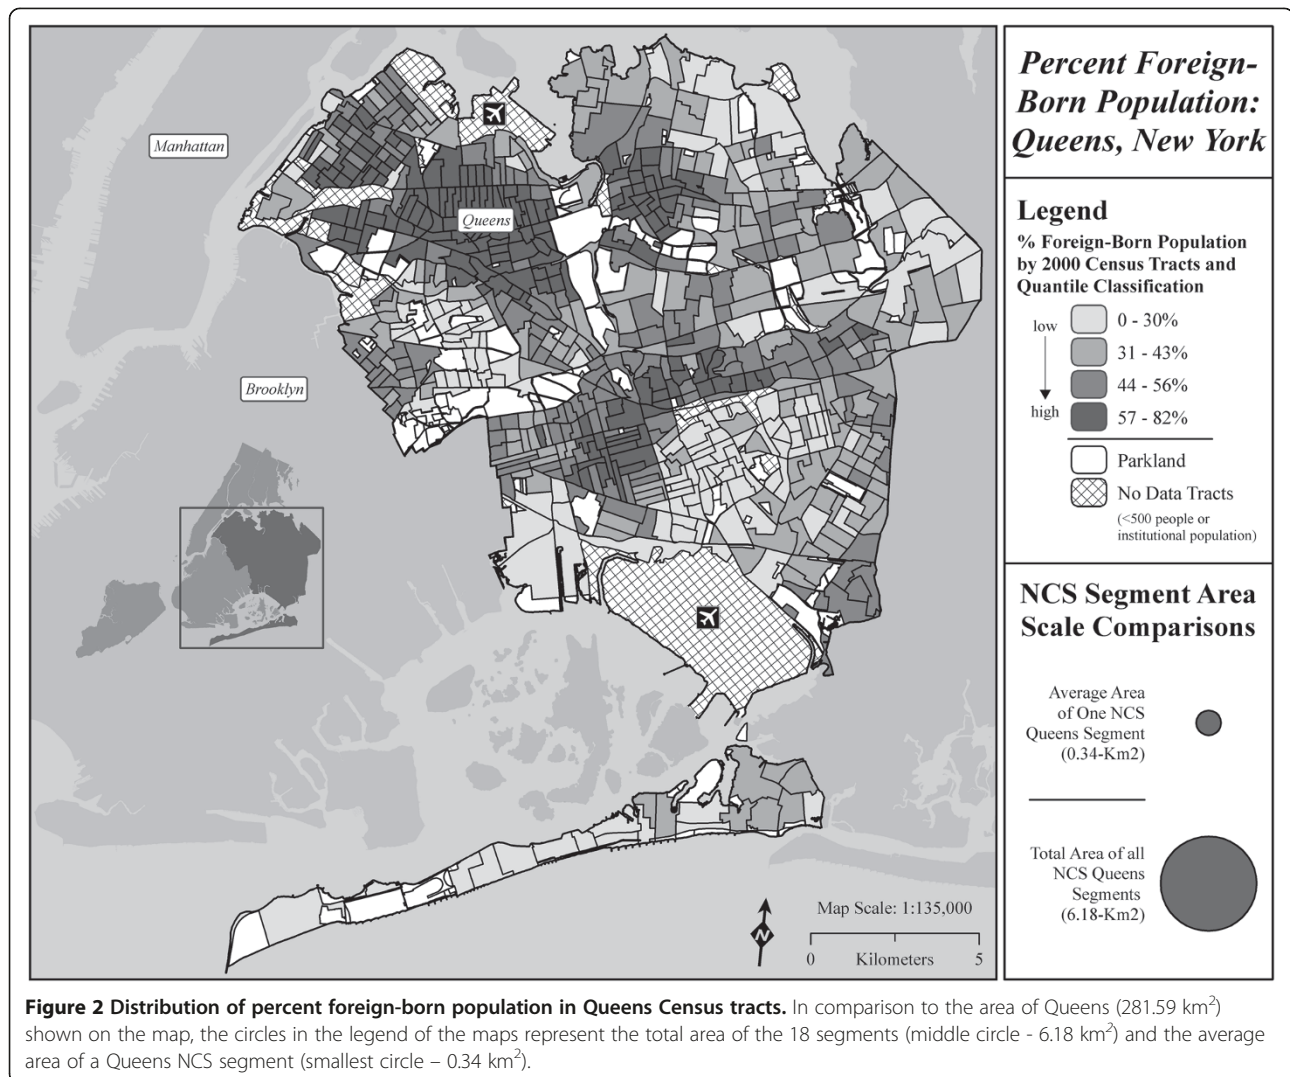 Manhattan
Queens
Brooklyn
N
Map Scale: 1:135,000
0 Kilometers 5
Percent Foreign-
Born Population:
Queens, New York
Legend
% Foreign-Born Population
by 2000 Census Tracts and
Quantile Classification
low
high
0 - 30%
31 - 43%
44 - 56%
57 - 82%
Parkland
No Data Tracts
(<500 people or
institutional population)
NCS Segment Area
Scale Comparisons
Average Area
of One NCS
Queens Segment
(0.34-Km2)
Total Area of all
NCS Queens
Segments
(6.18-Km2)
Figure 2 Distribution of percent foreign-born population in Queens Census tracts. In comparison to the area of Queens (281.59 km²)
shown on the map, the circles in the legend of the maps represent the total area of the 18 segments (middle circle - 6.18 km²) and the average
area of a Queens NCS segment (smallest circle – 0.34 km²).